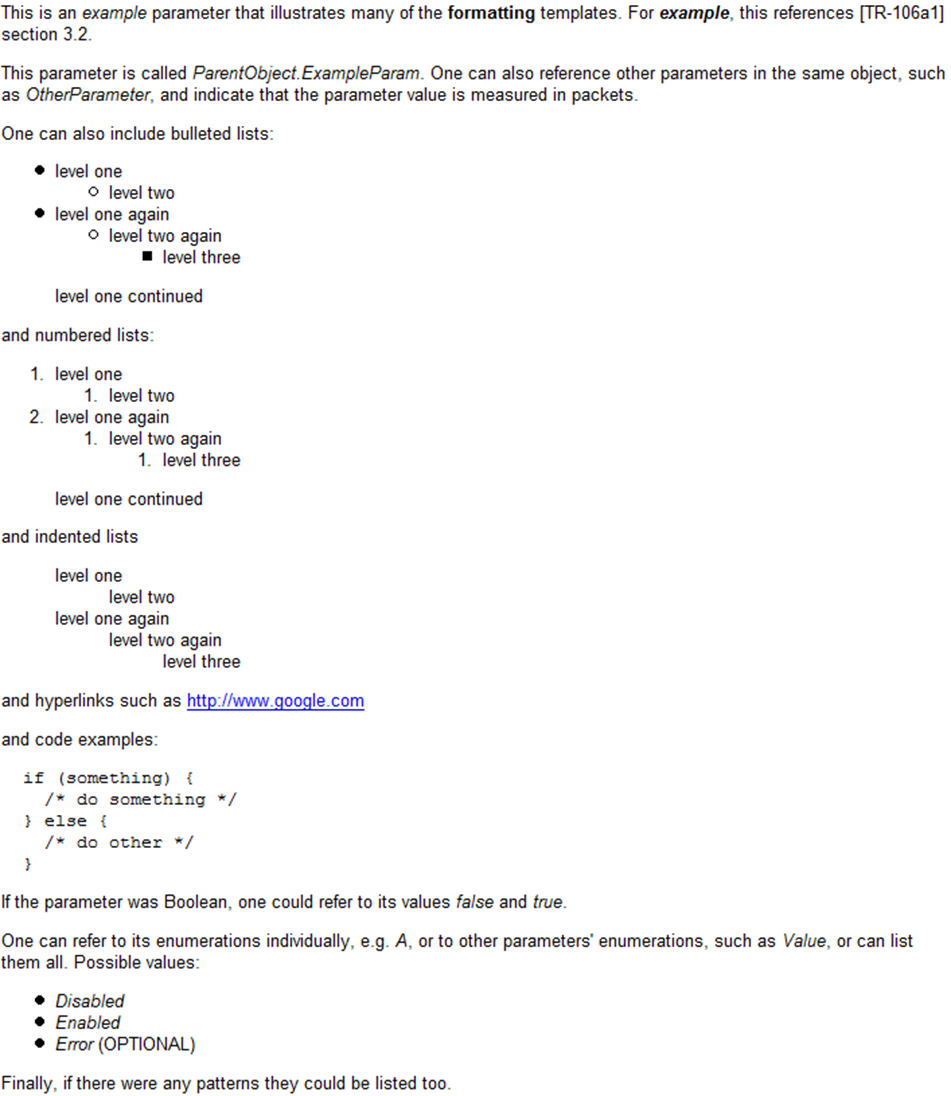 This is an example parameter that illustrates many of the formatting templates. For example, this references [TR-106a1]
section 3.2.
This parameter is called ParentObject.ExampleParam. One can also reference other parameters in the same object, such
as OtherParameter, and indicate that the parameter value is measured in packets.
One can also include bulleted lists:
● level one
○ level two
● level one again
○ level two again
■ level three
level one continued
and numbered lists:
1. level one
1. level two
2. level one again
1. level two again
1. level three
level one continued
and indented lists
level one
level two
level one again
level two again
level three
and hyperlinks such as http://www.google.com
and code examples:
if (something) {
/* do something */
} else {
/* do other */
}
If the parameter was Boolean, one could refer to its values false and true.
One can refer to its enumerations individually, e.g. A, or to other parameters' enumerations, such as Value, or can list
them all. Possible values:
● Disabled
● Enabled
● Error (OPTIONAL)
Finally, if there were any patterns they could be listed too.